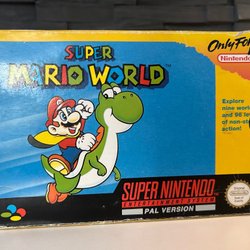 SUPER
MARIO WORLD
Only For
Nintendo
Explore
nine world
and 96 le
of non-st
action
SUPER NINTENDO
ENTERTAINMENT SYSTEM
PAL VERSION